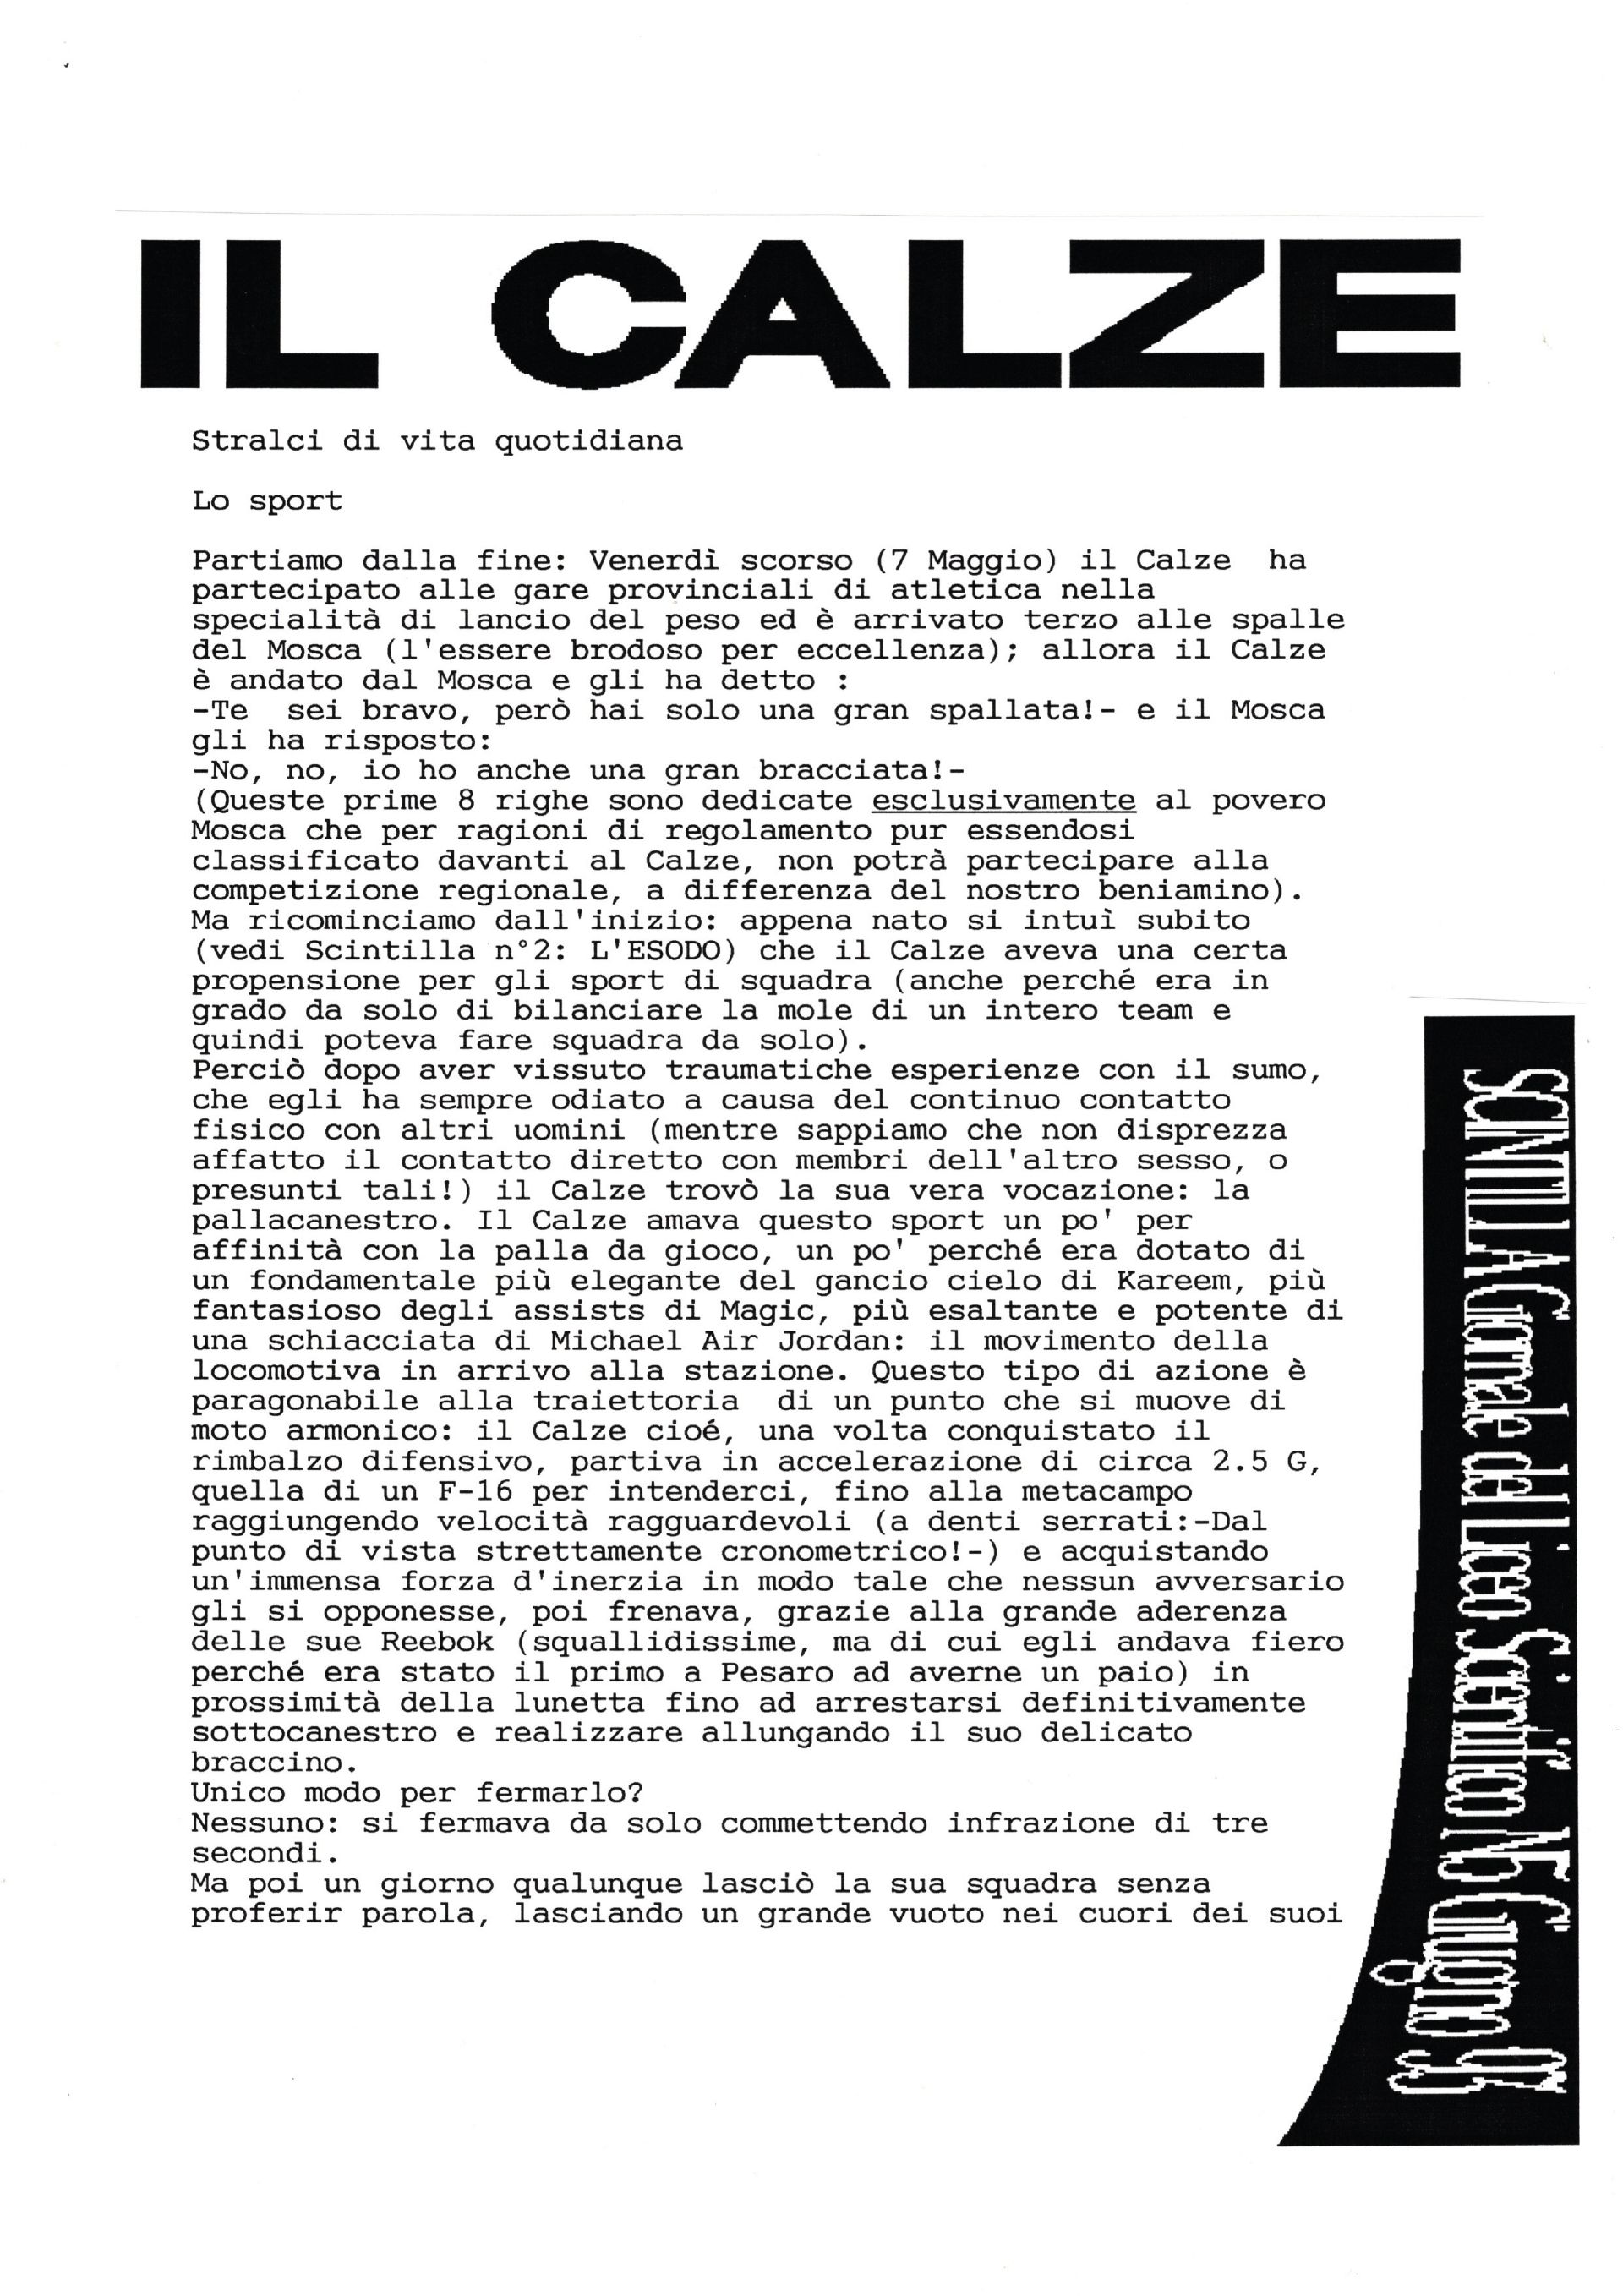 IL CALZE
Stralci di vita quotidiana
Lo sport
Partiamo dalla fine: Venerdì scorso (7 Maggio) il Calze  ha
partecipato alle gare provinciali di atletica nella
specialità di lancio del peso ed è arrivato terzo alle spalle
del Mosca (l'essere brodoso per eccellenza); allora il Calze
è andato dal Mosca e gli ha detto :
-Te  sei bravo, però hai solo una gran spallata!- e il Mosca
gli ha risposto:
-No, no, io ho anche una gran bracciata!-
(Queste prime 8 righe sono dedicate esclusivamente al povero
Mosca che per ragioni di regolamento pur essendosi
classificato davanti al Calze, non potrà partecipare alla
competizione regionale, a differenza del nostro beniamino).
Ma ricominciamo dall'inizio: appena nato si intuì subito
(vedi Scintilla n°2: L'ESODO) che il Calze aveva una certa
propensione per gli sport di squadra (anche perché era in
grado da solo di bilanciare la mole di un intero team e
quindi poteva fare squadra da solo).
Perciò dopo aver vissuto traumatiche esperienze con il sumo,
che egli ha sempre odiato a causa del continuo contatto
fisico con altri uomini (mentre sappiamo che non disprezza
affatto il contatto diretto con membri dell'altro sesso, o
presunti tali!) il Calze trovò la sua vera vocazione: la
pallacanestro. Il Calze amava questo sport un po' per
affinità con la palla da gioco, un po' perché era dotato di
un fondamentale più elegante del gancio cielo di Kareem, più
fantasioso degli assists di Magic, più esaltante e potente di
una schiacciata di Michael Air Jordan: il movimento della
locomotiva in arrivo alla stazione. Questo tipo di azione è
paragonabile alla traiettoria  di un punto che si muove di
moto armonico: il Calze cioé, una volta conquistato il
rimbalzo difensivo, partiva in accelerazione di circa 2.5 G,
quella di un F-16 per intenderci, fino alla metacampo
raggiungendo velocità ragguardevoli (a denti serrati:-Dal
punto di vista strettamente cronometrico!-) e acquistando
un'immensa forza d'inerzia in modo tale che nessun avversario
gli si opponesse, poi frenava, grazie alla grande aderenza
delle sue Reebok (squallidissime, ma di cui egli andava fiero
perché era stato il primo a Pesaro ad averne un paio) in
prossimità della lunetta fino ad arrestarsi definitivamente
sottocanestro e realizzare allungando il suo delicato
braccino.
Unico modo per fermarlo?
Nessuno: si fermava da solo commettendo infrazione di tre
secondi.
Ma poi un giorno qualunque lasciò la sua squadra senza
proferir parola, lasciando un grande vuoto nei cuori dei suoi
SCINTILLA Giornale del Liceo Scientifico N5 Giugno 93